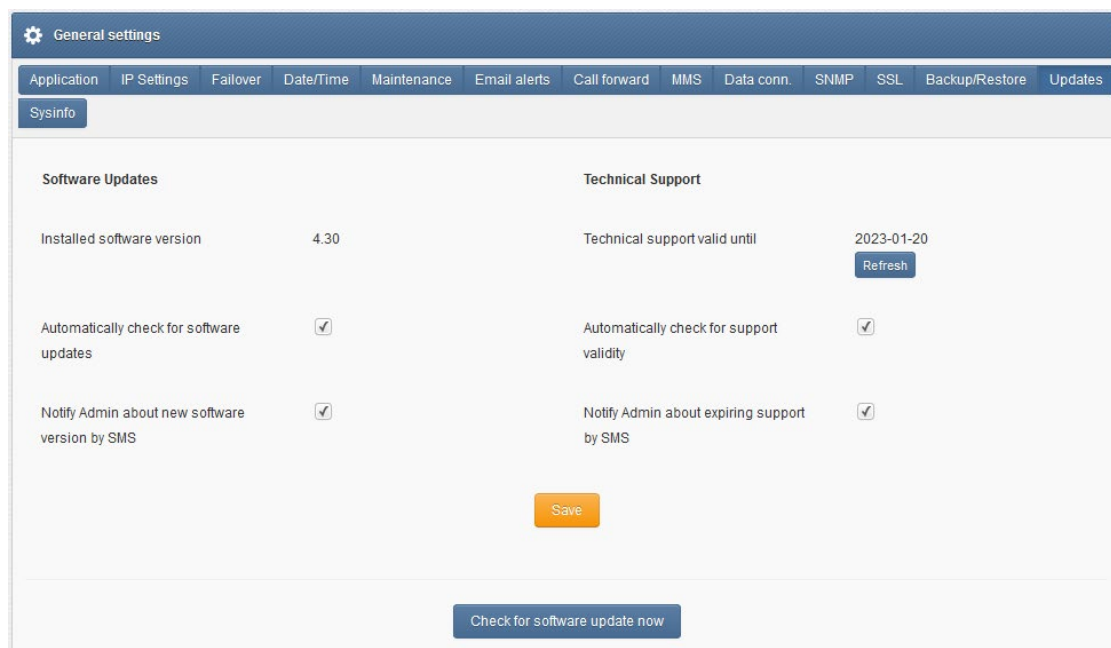 General settings
Application IP Settings Failover Date/Time Maintenance Email alerts Call forward MMS Data conn. SNMP SSL Backup/Restore Updates
Sysinfo
Software Updates
Technical Support
Installed software version 4.30
Technical support valid until 2023-01-20
Refresh
Automatically check for software
updates
Automatically check for support
validity
Notify Admin about new software
version by SMS
Notify Admin about expiring support
by SMS
Save
Check for software update now